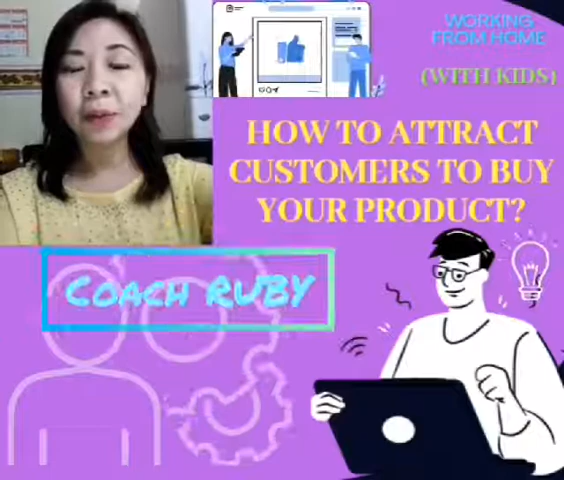 WORKING
FROM HOME
(WITH KIDS)
HOW TO ATTRACT
CUSTOMERS TO BUY
YOUR PRODUCT?
COACH RUBY